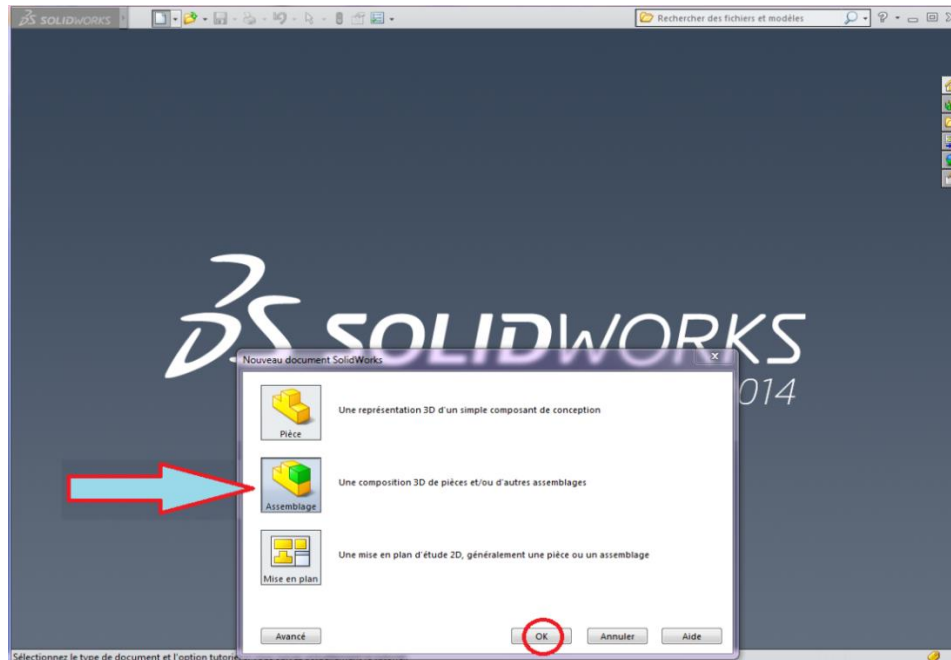 SOLIDWORKS
Rechercher des fichiers et modèles
SOLIDWORKS
2014
Nouveau document SolidWorks
Pièce
Une représentation 3D d'un simple composant de conception
Assemblage
Une composition 3D de pièces et/ou d'autres assemblages
Mise en plan
Une mise en plan d'étude 2D, généralement une pièce ou un assemblage
Avancé
OK
Annuler
Aide
Sélectionnez le type de document et l'option